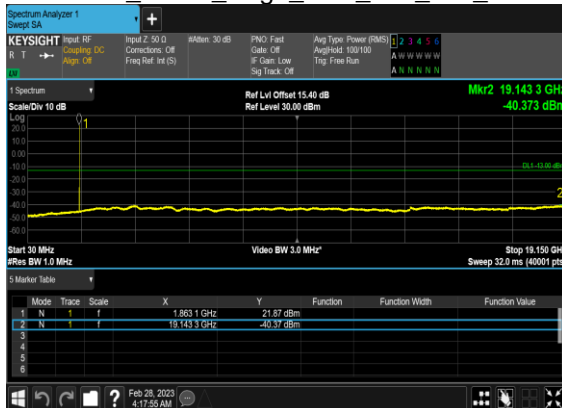 Spectrum Analyzer 1
Swept SA
+
KEYSIGHT
R T
LXI
Input: RF
Coupling: DC
Align: Off
Input Z: 50 Ω
Corrections: Off
Freq Ref: Int (S)
#Atten: 30 dB
PNO: Fast
Gate: Off
IF Gain: Low
Sig Track: Off
Avg Type: Power (RMS)
Avg|Hold: 100/100
Trig: Free Run
1 2 3 4 5 6
A W W W W W
A N N N N N
1 Spectrum
Scale/Div 10 dB
Ref Lvl Offset 15.40 dB
Ref Level 30.00 dBm
Mkr2 19.143 3 GHz
-40.373 dBm
Log
1
20.0
10.0
0.00
-10.0
DL1 -13.00 dBm
-20.0
-30.0
2
-40.0
-50.0
-60.0
Start 30 MHz
Video BW 3.0 MHz*
Stop 19.150 GHz
#Res BW 1.0 MHz
Sweep 32.0 ms (40001 pts)
5 Marker Table
Mode Trace Scale X Y Function Function Width Function Value
1 N 1 f 1.863 1 GHz 21.87 dBm
2 N 1 f 19.143 3 GHz -40.37 dBm
3
4
5
6
?
Feb 28, 2023
4:17:55 AM